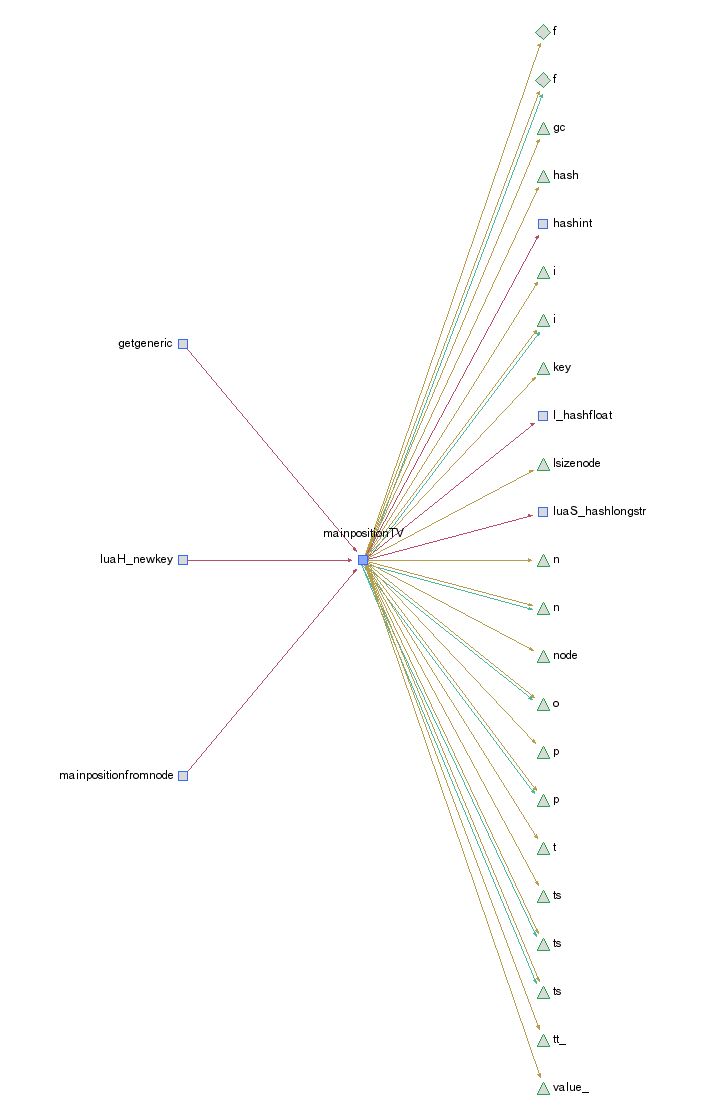 f
f
gc
hash
hashint
i
i
getgeneric
key
l_hashfloat
lsizenode
luaS_hashlongstr
mainpositionTV
luaH_newkey
n
n
node
o
p
mainpositionfromnode
p
t
ts
ts
ts
tt_
value_